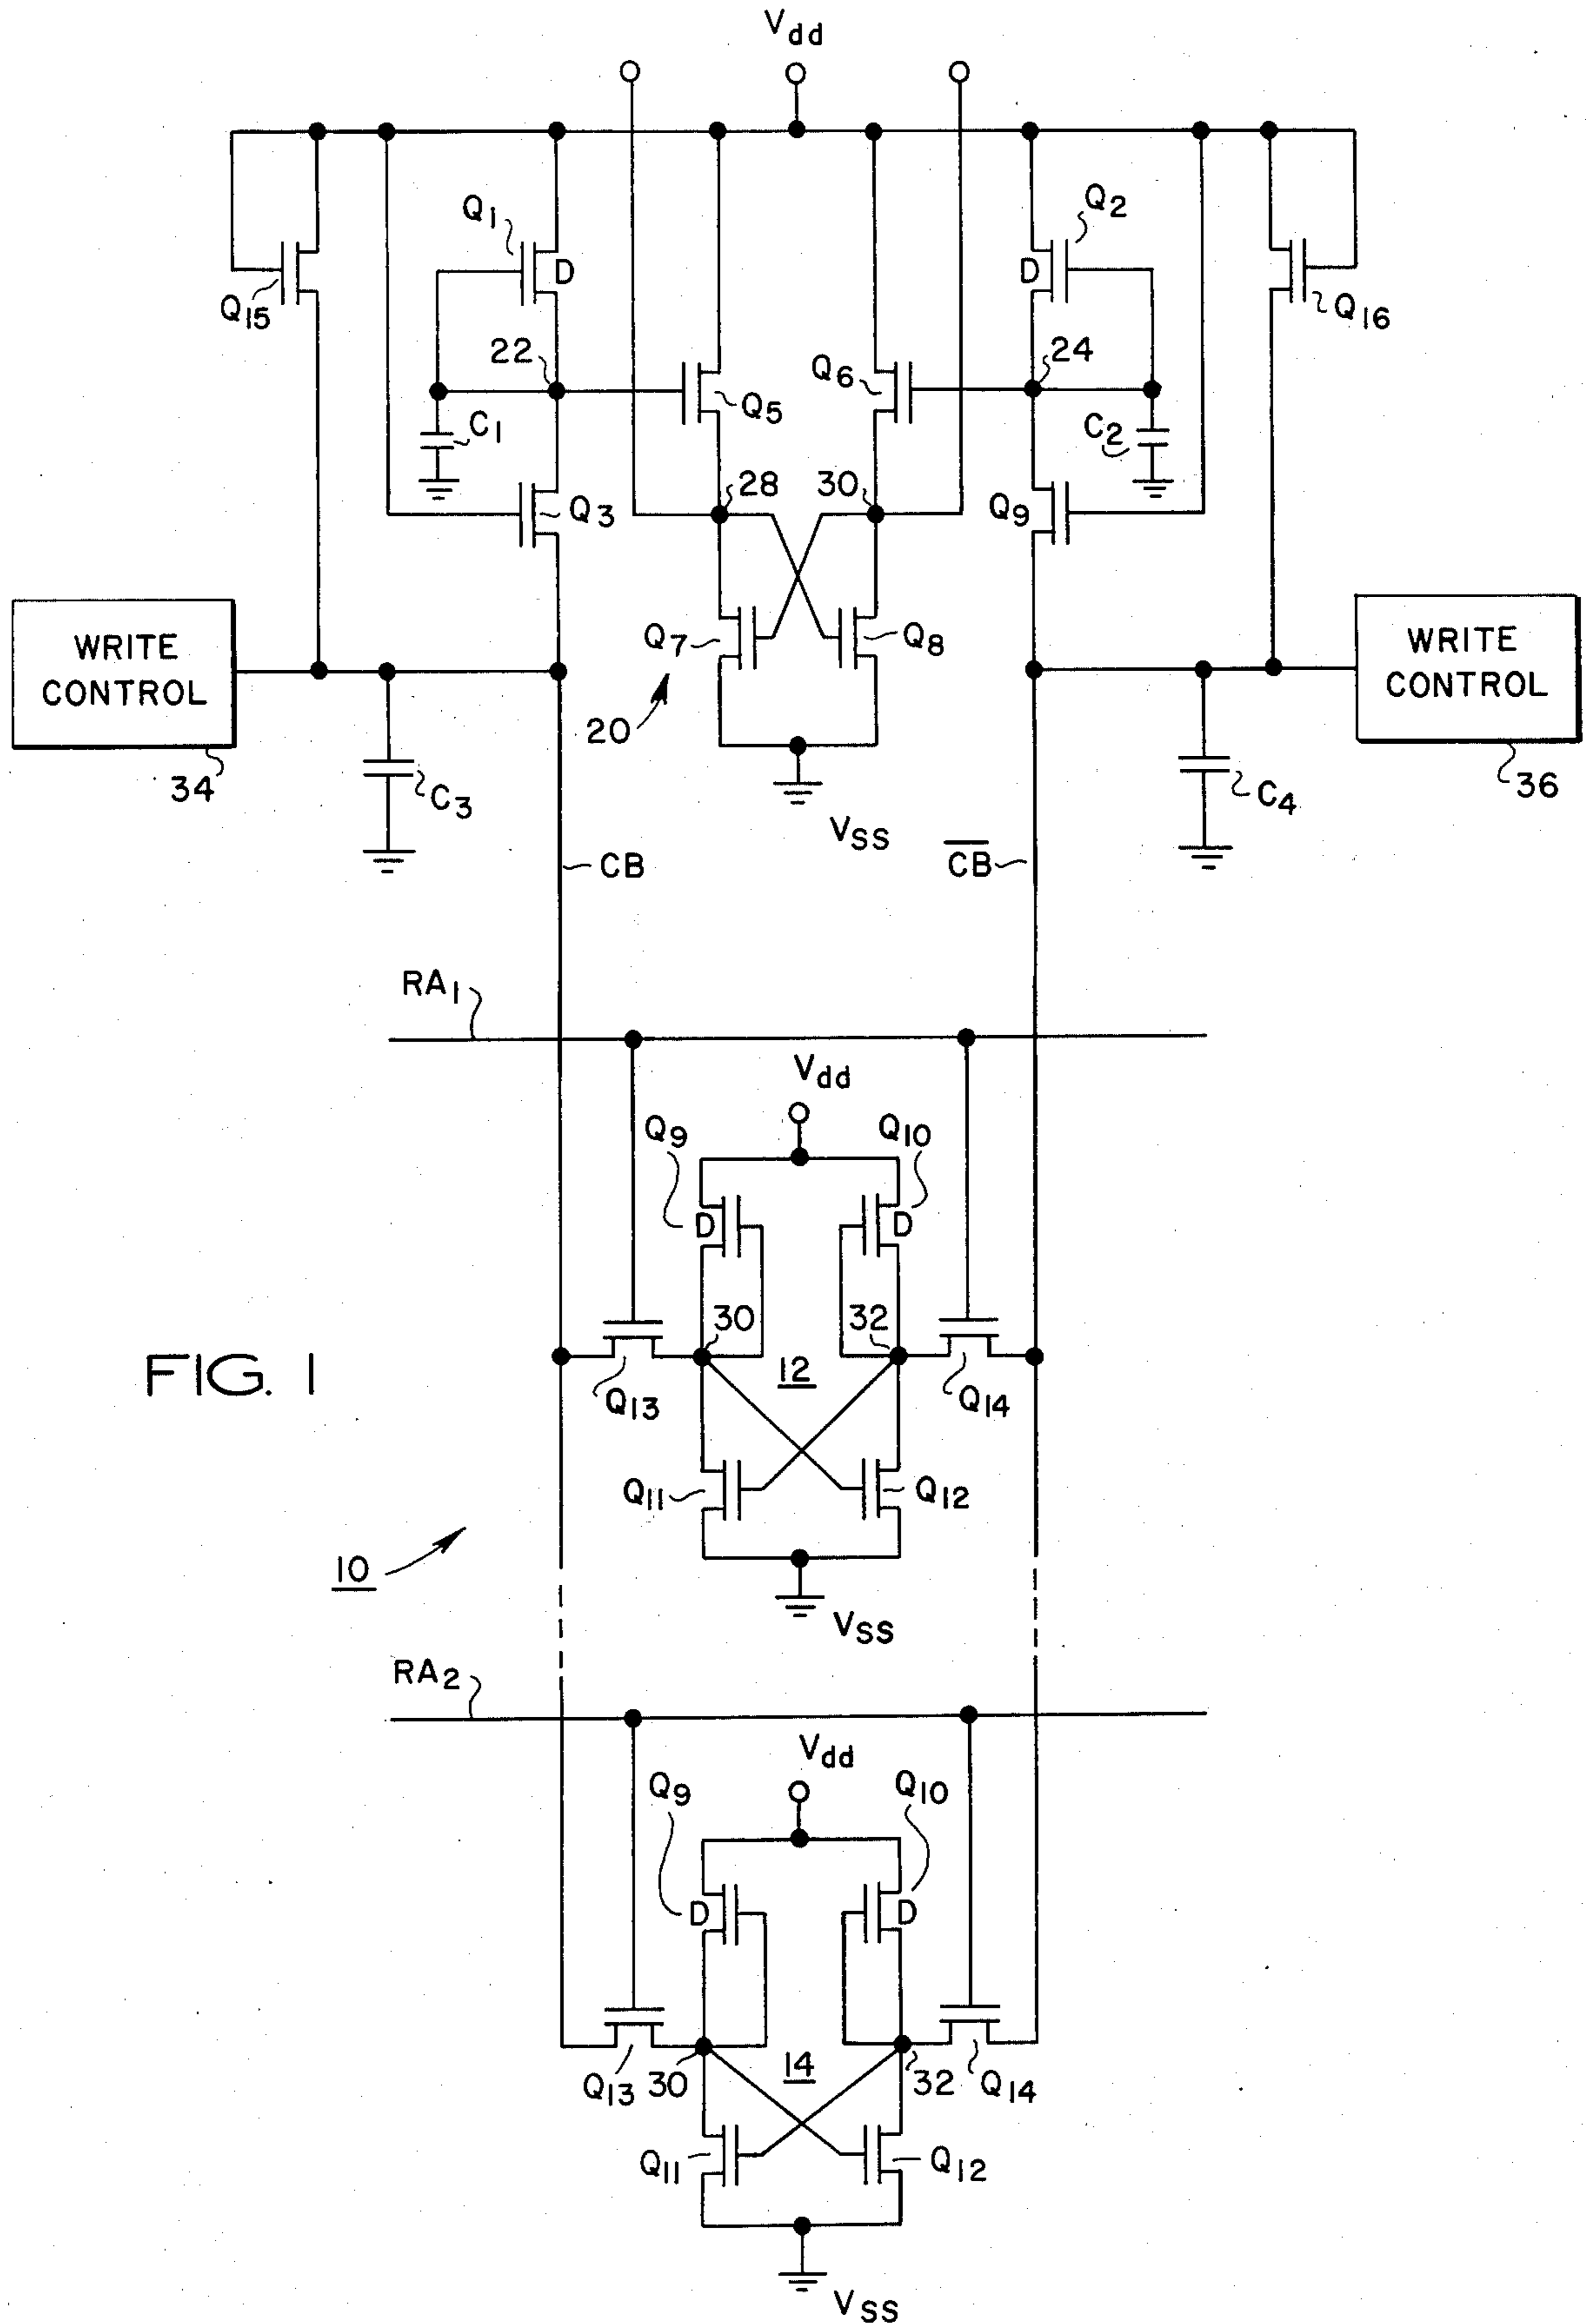 Vdd
Q1
Q2
D
D
Q15
Q16
22
24
Q5
Q6
C1
C2
28
30
Q3
Q9
Q7
Q8
WRITE
CONTROL
WRITE
CONTROL
20
34
36
C3
C4
VSS
CB
C̅B̅
RA1
Vdd
Q9
Q10
D
D
30
32
12
FIG. 1
Q13
Q14
Q11
Q12
10
VSS
RA2
Vdd
Q9
Q10
D
D
Q13
30
14
32
Q14
Q11
Q12
VSS